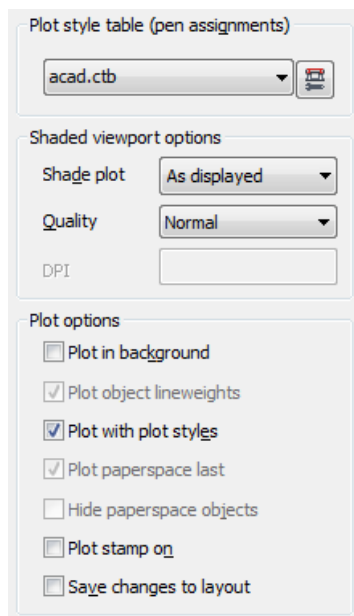 Plot style table (pen assignments)
acad.ctb
Shaded viewport options
Shade plot As displayed
Quality Normal
DPI
Plot options
Plot in background
Plot object lineweights
Plot with plot styles
Plot paperspace last
Hide paperspace objects
Plot stamp on
Save changes to layout